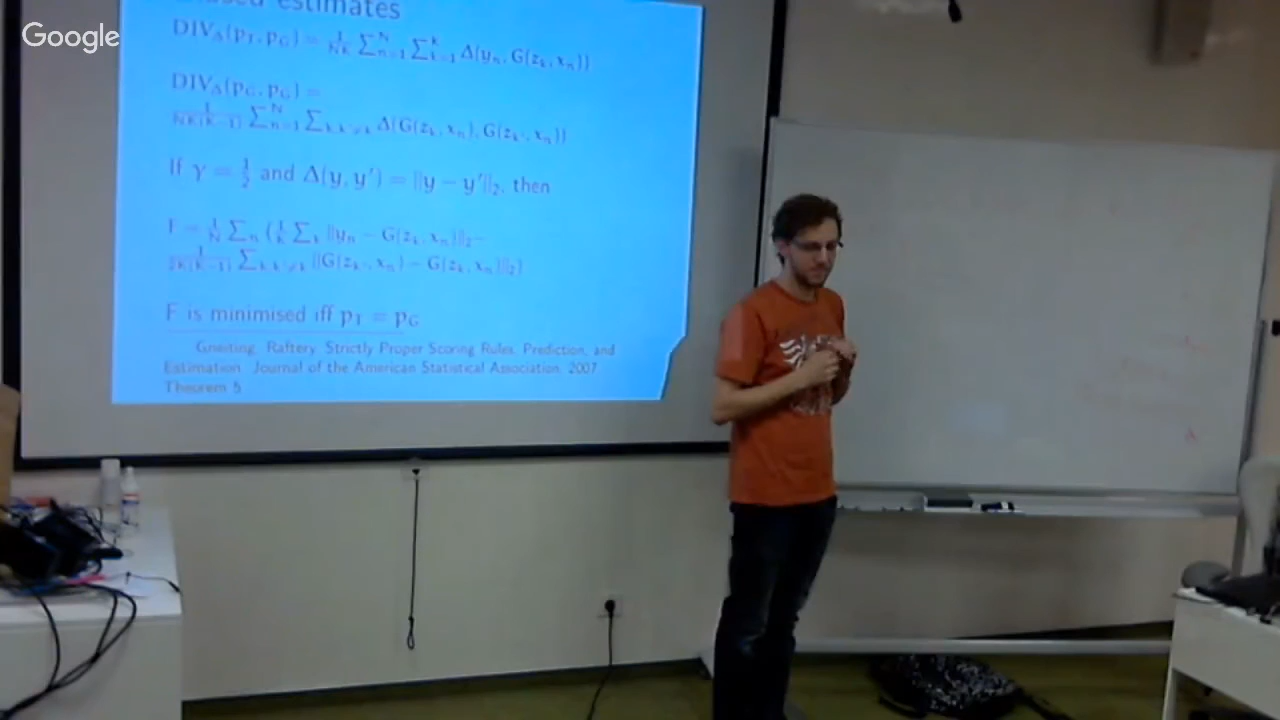 Google
estimates
DIV_Δ(p_T, p_G) = 1/NK ∑_{n=1}^N ∑_{k=1}^K Δ(y_n, G(z_k, x_n))
DIV_Δ(p_G, p_G) =
1/NK(K−1) ∑_{n=1}^N ∑_{k,k'≠k} Δ(G(z_k, x_n), G(z_k', x_n))
If γ = 1/2 and Δ(y, y') = ||y − y'||_2, then
F = 1/N ∑_n (1/K ∑_k ||y_n − G(z_k, x_n)||_2−
1/2K(K−1) ∑_{k,k'≠k} ||G(z_k', x_n) − G(z_k, x_n)||_2)
F is minimised iff p_T = p_G
Gneiting, Raftery. Strictly Proper Scoring Rules, Prediction, and
Estimation. Journal of the American Statistical Association, 2007
Theorem 5